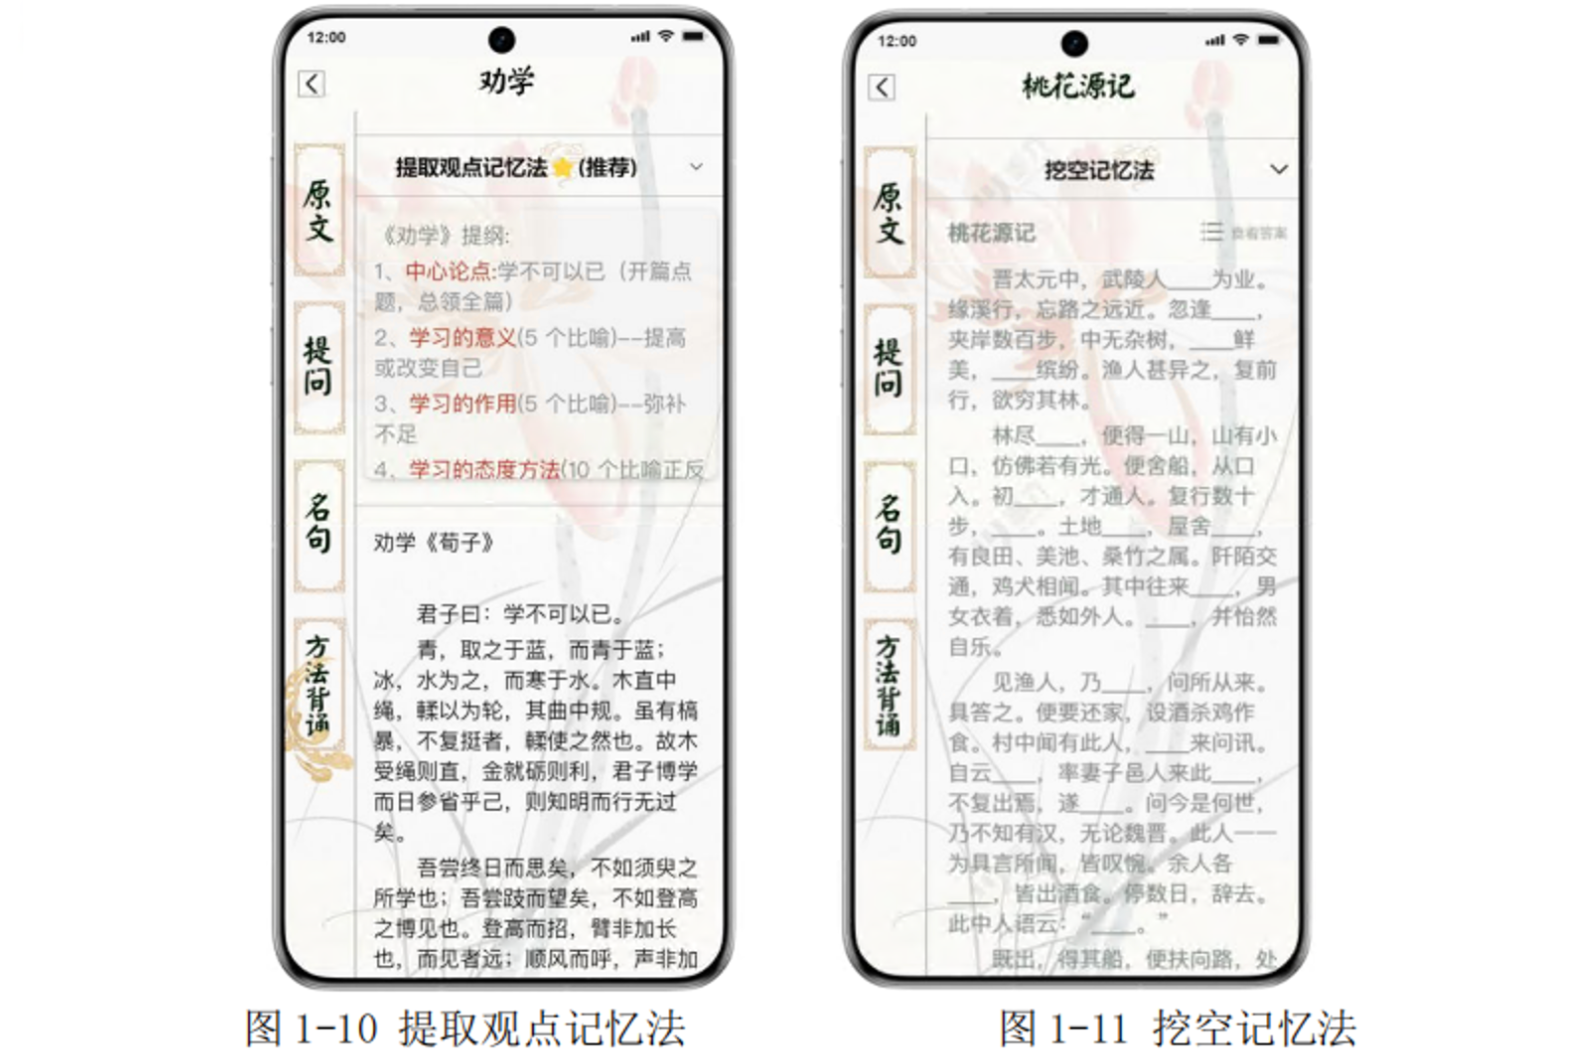 12:00
劝学
原文
提问
名句
方法背诵
提取观点记忆法⭐(推荐)
《劝学》提纲:
1、中心论点:学不可以已（开篇点
题，总领全篇）
2、学习的意义(5 个比喻)--提高
或改变自己
3、学习的作用(5 个比喻)--弥补
不足
4、学习的态度方法(10 个比喻正反
劝学《荀子》
君子曰：学不可以已。
青，取之于蓝，而青于蓝；
冰，水为之，而寒于水。木直中
绳，輮以为轮，其曲中规。虽有槁
暴，不复挺者，輮使之然也。故木
受绳则直，金就砺则利，君子博学
而日参省乎己，则知明而行无过
矣。
吾尝终日而思矣，不如须臾之
所学也；吾尝跂而望矣，不如登高
之博见也。登高而招，臂非加长
也，而见者远；顺风而呼，声非加
图 1-10 提取观点记忆法
12:00
桃花源记
原文
提问
名句
方法背诵
挖空记忆法
桃花源记
查看答案
晋太元中，武陵人____为业。
缘溪行，忘路之远近。忽逢____，
夹岸数百步，中无杂树，____鲜
美，____缤纷。渔人甚异之，复前
行，欲穷其林。
林尽____，便得一山，山有小
口，仿佛若有光。便舍船，从口
入。初____，才通人。复行数十
步，____。土地____，屋舍____，
有良田、美池、桑竹之属。阡陌交
通，鸡犬相闻。其中往来____，男
女衣着，悉如外人。____，并怡然
自乐。
见渔人，乃____，问所从来。
具答之。便要还家，设酒杀鸡作
食。村中闻有此人，____来问讯。
自云____，率妻子邑人来此____，
不复出焉，遂____。问今是何世，
乃不知有汉，无论魏晋。此人一一
为具言所闻，皆叹惋。余人各
____，皆出酒食。停数日，辞去。
此中人语云：“____。”
既出，得其船，便扶向路，处
图 1-11 挖空记忆法